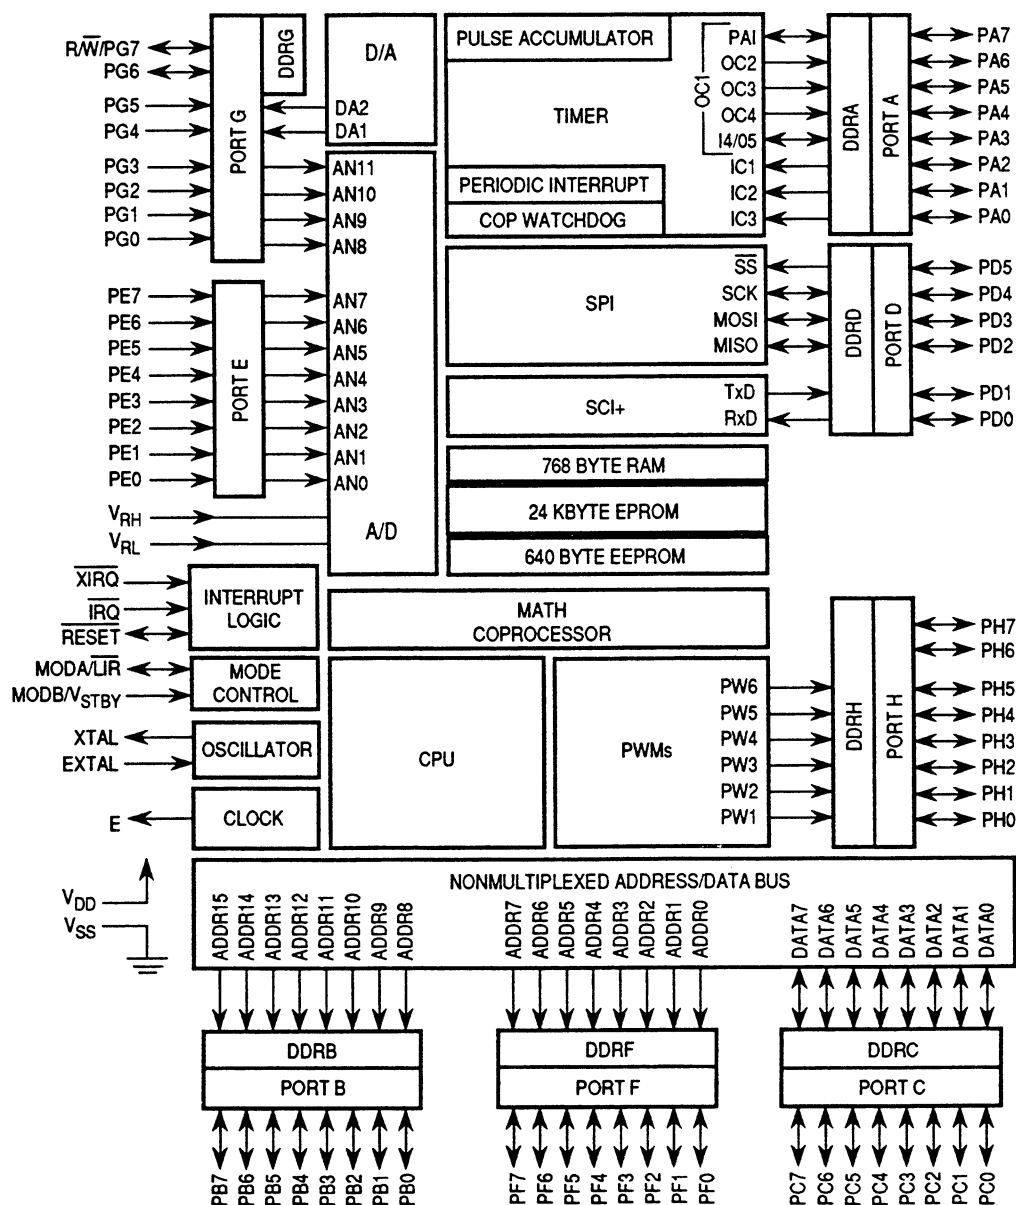 R/W̅/PG7
PG6
PG5
PG4
PG3
PG2
PG1
PG0
PORT G
DDRG
D/A
DA2
DA1
AN11
AN10
AN9
AN8
PE7
PE6
PE5
PE4
PE3
PE2
PE1
PE0
PORT E
AN7
AN6
AN5
AN4
AN3
AN2
AN1
AN0
VRH
VRL
A/D
PULSE ACCUMULATOR
TIMER
PERIODIC INTERRUPT
COP WATCHDOG
OC1
PAI
OC2
OC3
OC4
I4/05
IC1
IC2
IC3
DDRA
PORT A
PA7
PA6
PA5
PA4
PA3
PA2
PA1
PA0
SPI
S̅S̅
SCK
MOSI
MISO
SCI+
TxD
RxD
DDRD
PORT D
PD5
PD4
PD3
PD2
PD1
PD0
768 BYTE RAM
24 KBYTE EPROM
640 BYTE EEPROM
X̅I̅R̅Q̅
I̅R̅Q̅
R̅E̅S̅E̅T̅
INTERRUPT
LOGIC
MATH
COPROCESSOR
MODA/L̅I̅R̅
MODB/VSTBY
MODE
CONTROL
XTAL
EXTAL
OSCILLATOR
E
CLOCK
CPU
PWMs
PW6
PW5
PW4
PW3
PW2
PW1
DDRH
PORT H
PH7
PH6
PH5
PH4
PH3
PH2
PH1
PH0
VDD
VSS
NONMULTIPLEXED ADDRESS/DATA BUS
ADDR15
ADDR14
ADDR13
ADDR12
ADDR11
ADDR10
ADDR9
ADDR8
ADDR7
ADDR6
ADDR5
ADDR4
ADDR3
ADDR2
ADDR1
ADDR0
DATA7
DATA6
DATA5
DATA4
DATA3
DATA2
DATA1
DATA0
DDRB
PORT B
DDRF
PORT F
DDRC
PORT C
PB7
PB6
PB5
PB4
PB3
PB2
PB1
PB0
PF7
PF6
PF5
PF4
PF3
PF2
PF1
PF0
PC7
PC6
PC5
PC4
PC3
PC2
PC1
PC0